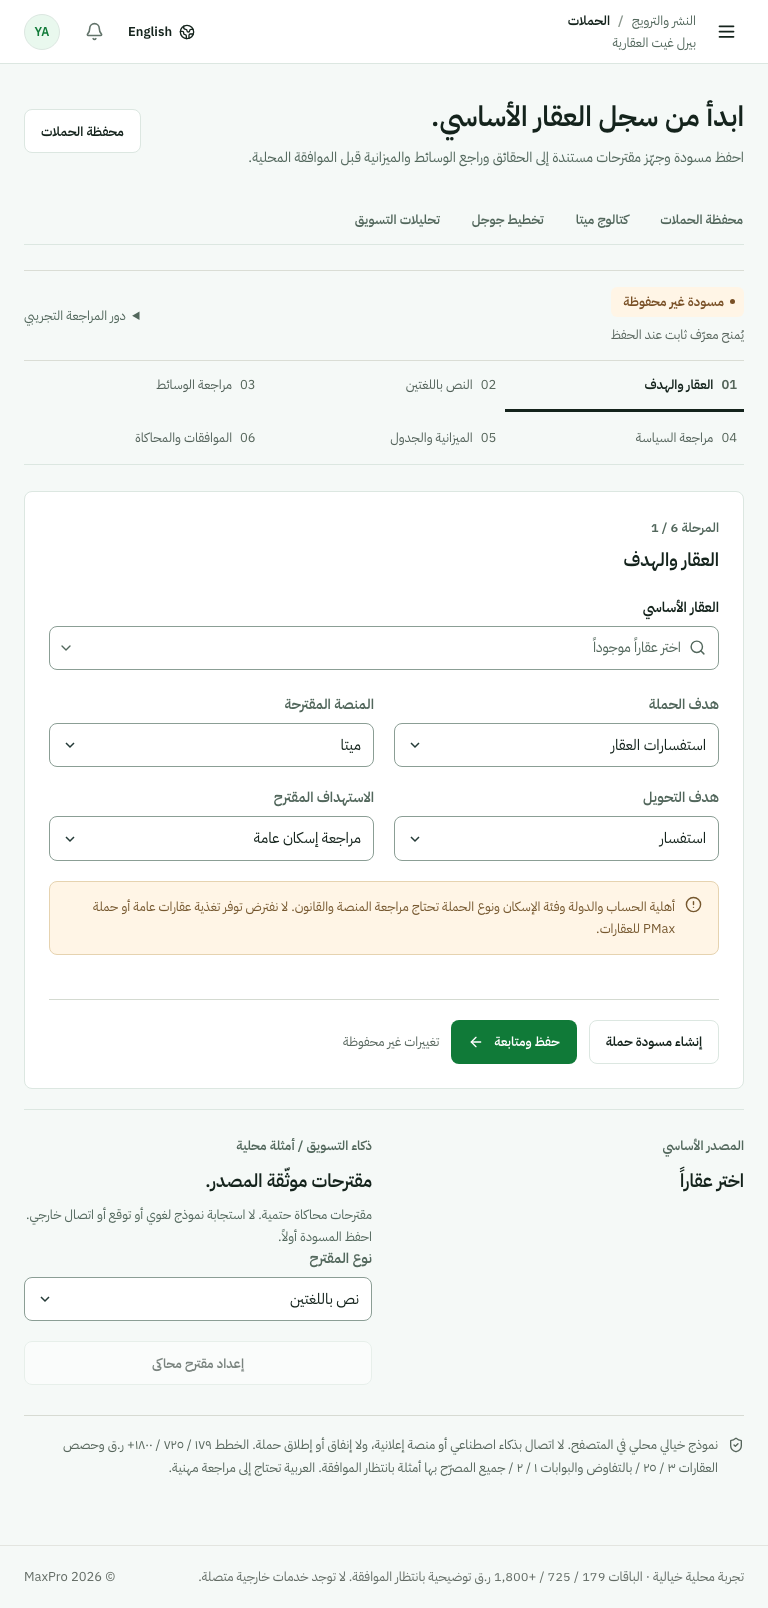 النشر والترويج / الحملات
بيرل غيت العقارية
English
YA
ابدأ من سجل العقار الأساسي.
احفظ مسودة وجهّز مقترحات مستندة إلى الحقائق وراجع الوسائط والميزانية قبل الموافقة المحلية.
محفظة الحملات
محفظة الحملات
كتالوج ميتا
تخطيط جوجل
تحليلات التسويق
مسودة غير محفوظة
يُمنح معرّف ثابت عند الحفظ
دور المراجعة التجريبي
01 العقار والهدف
02 النص باللغتين
03 مراجعة الوسائط
04 مراجعة السياسة
05 الميزانية والجدول
06 الموافقات والمحاكاة
المرحلة 6 / 1
العقار والهدف
العقار الأساسي
اختر عقاراً موجوداً
هدف الحملة
المنصة المقترحة
استفسارات العقار
ميتا
هدف التحويل
الاستهداف المقترح
استفسار
مراجعة إسكان عامة
أهلية الحساب والدولة وفئة الإسكان ونوع الحملة تحتاج مراجعة المنصة والقانون. لا نفترض توفر تغذية عقارات عامة أو حملة
PMax للعقارات.
إنشاء مسودة حملة
حفظ ومتابعة
تغييرات غير محفوظة
المصدر الأساسي
اختر عقاراً
ذكاء التسويق / أمثلة محلية
مقترحات موثّقة المصدر.
مقترحات محاكاة حتمية. لا استجابة نموذج لغوي أو توقع أو اتصال خارجي.
احفظ المسودة أولاً.
نوع المقترح
نص باللغتين
إعداد مقترح محاكى
نموذج خيالي محلي في المتصفح. لا اتصال بذكاء اصطناعي أو منصة إعلانية، ولا إنفاق أو إطلاق حملة. الخطط ١٧٩ / ٧٢٥ / ١٨٠٠+ ر.ق وحصص
العقارات ٣ / ٢٥ / بالتفاوض والبوابات ١ / ٢ / جميع المصرّح بها أمثلة بانتظار الموافقة. العربية تحتاج إلى مراجعة مهنية.
تجربة محلية خيالية · الباقات 179 / 725 / +1,800 ر.ق توضيحية بانتظار الموافقة. لا توجد خدمات خارجية متصلة.
© 2026 MaxPro